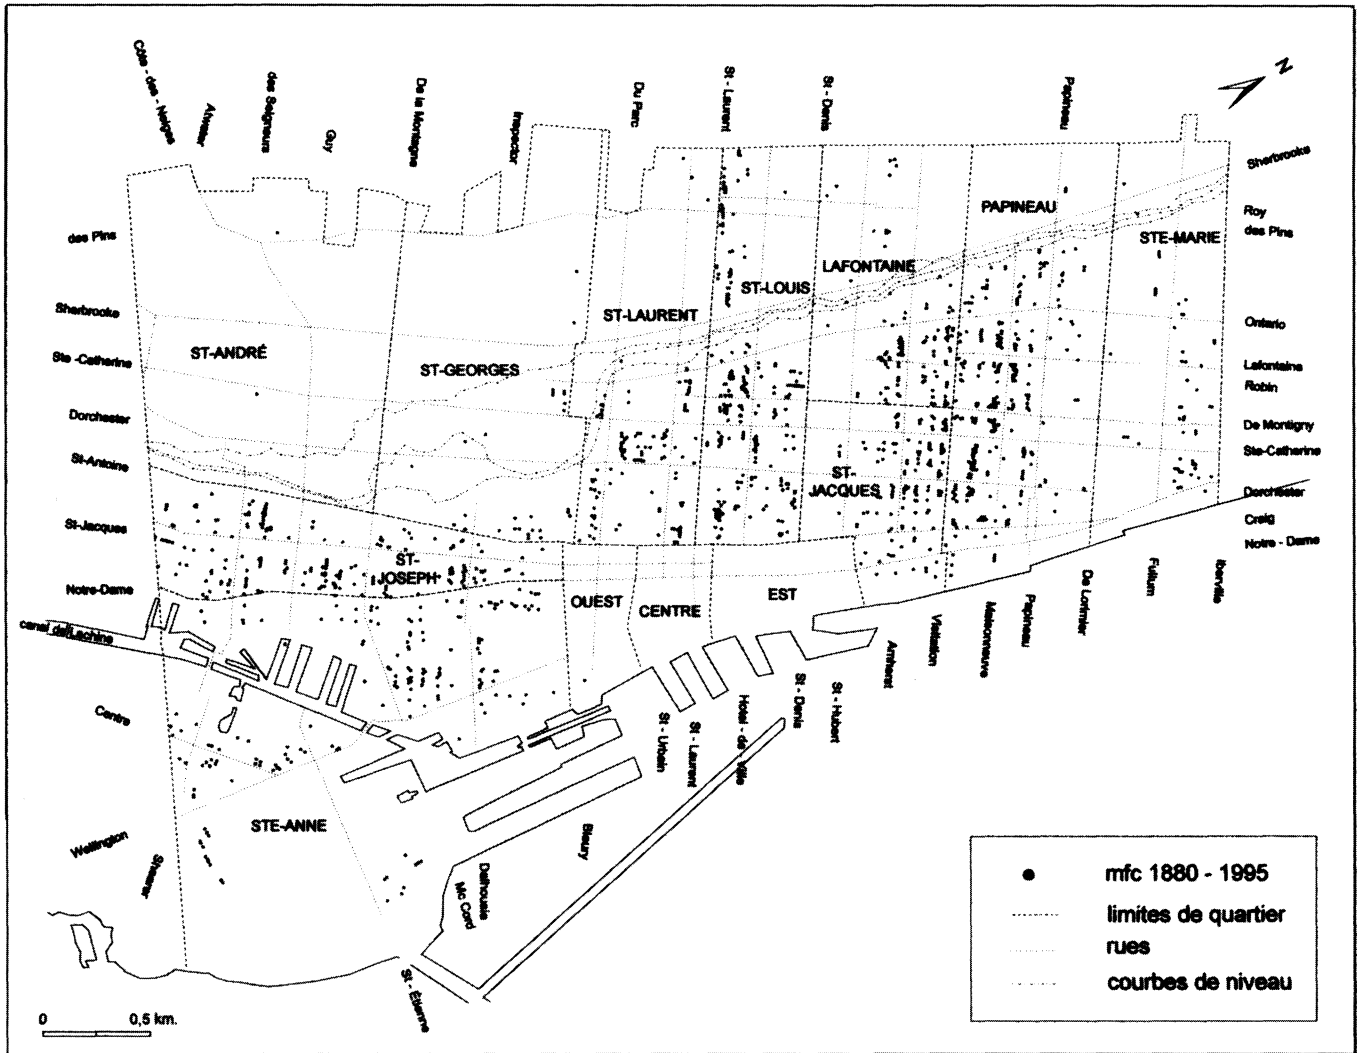 Côte - des - Neiges
Atwater
des Seigneurs
Guy
De la Montagne
Inspector
Du Parc
St - Laurent
St - Denis
Papineau
N
Sherbrooke
Roy
des Pins
Ontario
Lafontaine
Robin
De Montigny
Ste-Catherine
Dorchester
Craig
Notre - Dame
des Pins
Sherbrooke
Ste -Catherine
Dorchester
St-Antoine
St-Jacques
Notre-Dame
canal de Lachine
Centre
Wellington
Shearer
PAPINEAU
STE-MARIE
LAFONTAINE
ST-LOUIS
ST-LAURENT
ST-ANDRÉ
ST-GEORGES
ST-
JACQUES
ST-
JOSEPH
OUEST
CENTRE
EST
STE-ANNE
Iberville
Fullum
De Lorimier
Papineau
Maisonneuve
Visitation
Amherst
St - Hubert
St - Denis
Hotel - de Ville
St - Laurent
St - Urbain
Bleury
Dalhousie
Mc Cord
St - Étienne
mfc 1880 - 1995
limites de quartier
rues
courbes de niveau
0 0,5 km.